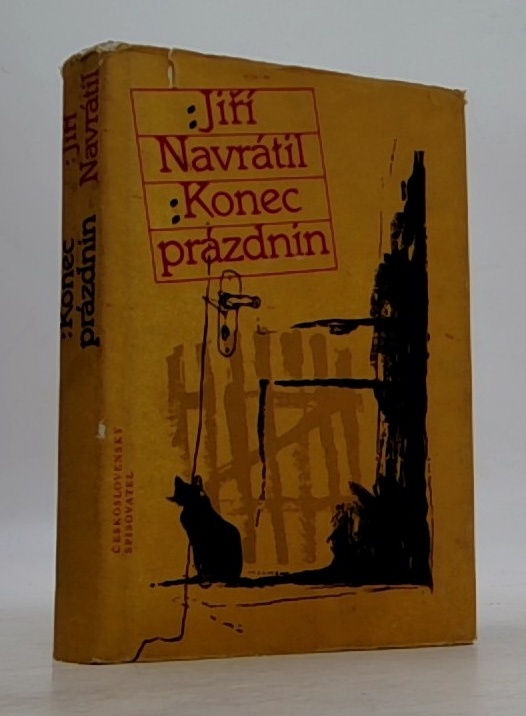 :Jiří
Navrátil
:Konec
prázdnin
:Jiří
Navrátil
:Konec
prázdnin
ČESKOSLOVENSKÝ
SPISOVATEL